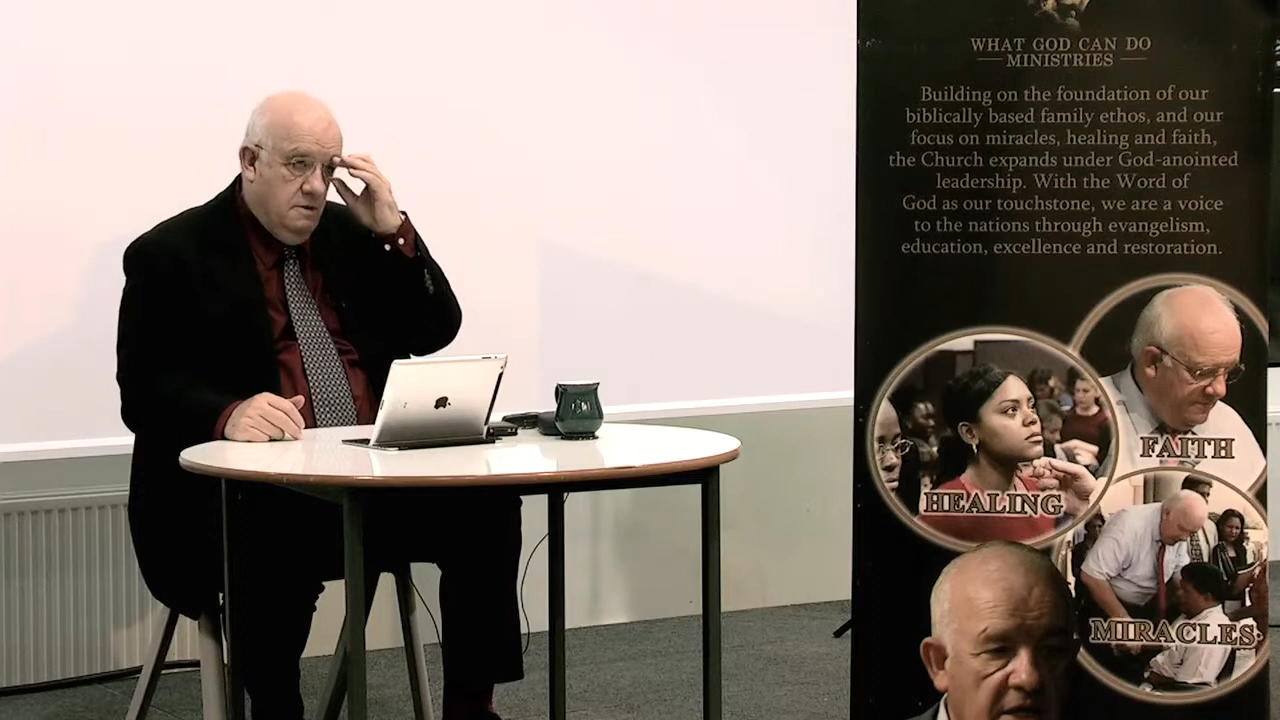 WHAT GOD CAN DO
MINISTRIES
Building on the foundation of our
biblically based family ethos, and our
focus on miracles, healing and faith,
the Church expands under God-anointed
leadership. With the Word of
God as our touchstone, we are a voice
to the nations through evangelism,
education, excellence and restoration.
FAITH
HEALING
MIRACLES